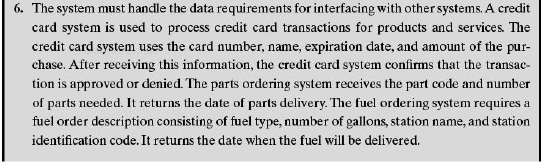 6. The system must handle the data requirements for interfacing with other systems. A credit
card system is used to process credit card transactions for products and services. The
credit card system uses the card number, name, expiration date, and amount of the pur-
chase. After receiving this information, the credit card system confirms that the transac-
tion is approved or denied. The parts ordering system receives the part code and number
of parts needed. It returns the date of parts delivery. The fuel ordering system requires a
fuel order description consisting of fuel type, number of gallons, station name, and station
identification code. It returns the date when the fuel will be delivered.